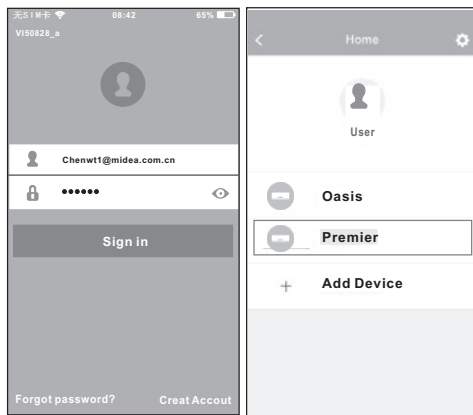 无SIM卡 08:42 65%
VI50828_a
Chenwt1@midea.com.cn
••••••
Sign in
Forgot password? Creat Accout
Home
User
Oasis
Premier
Add Device